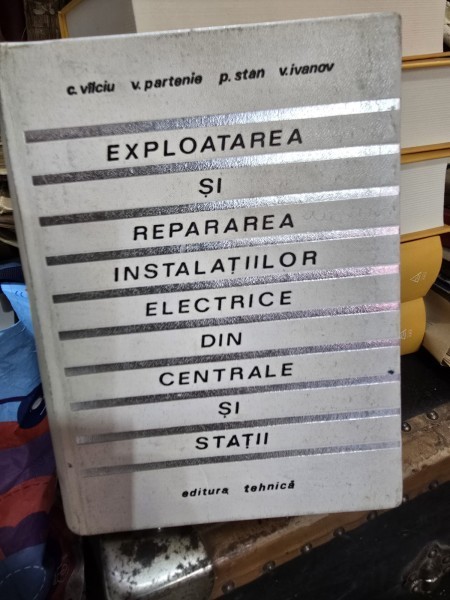 c. vîlciu v. partenie p. stan v. ivanov
EXPLOATAREA
ȘI
REPARAREA
INSTALAȚIILOR
ELECTRICE
DIN
CENTRALE
ȘI
STAȚII
editura tehnică